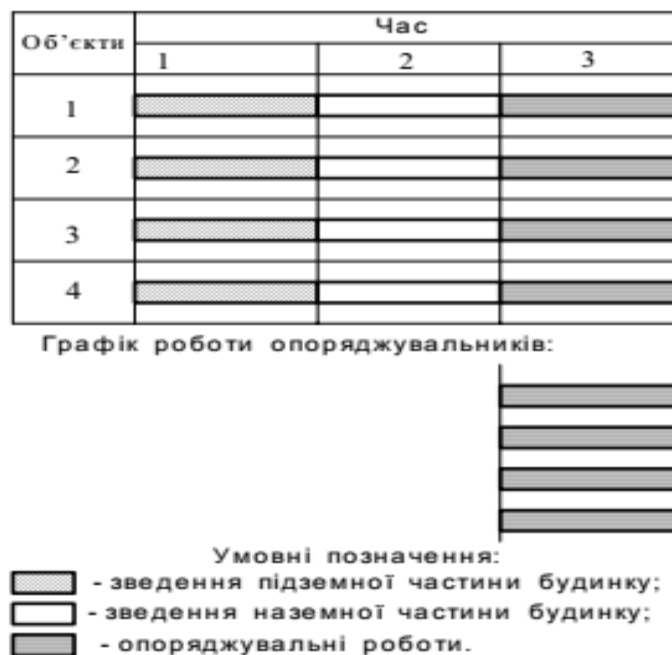 Об’єкти
Час
1 2 3
1
2
3
4
Графік роботи опоряджувальників:
Умовні позначення:
- зведення підземної частини будинку;
- зведення наземної частини будинку;
- опоряджувальні роботи.